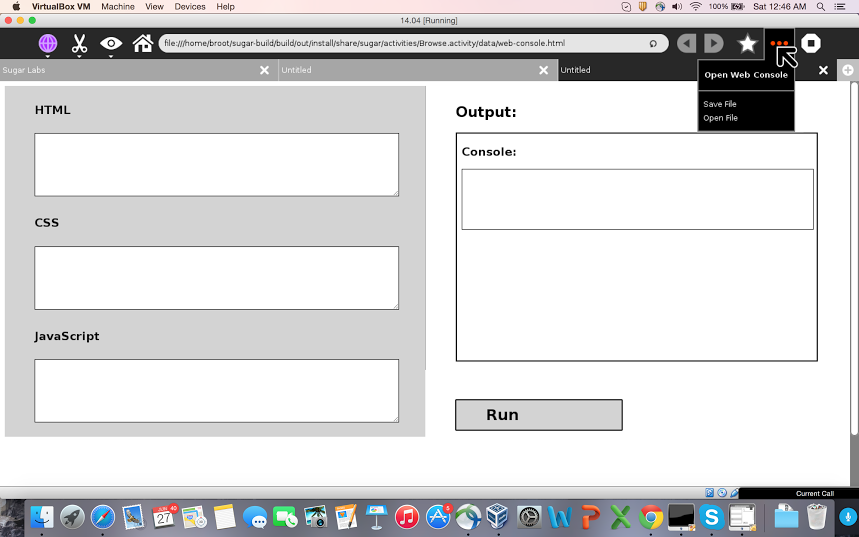 VirtualBox VM Machine View Devices Help 100% Sat 12:46 AM
14.04 [Running]
file:///home/broot/sugar-build/build/out/install/share/sugar/activities/Browse.activity/data/web-console.html
Sugar Labs Untitled Untitled
Open Web Console
Save File
Open File
HTML
CSS
JavaScript
Output:
Console:
Run
Current Call
27